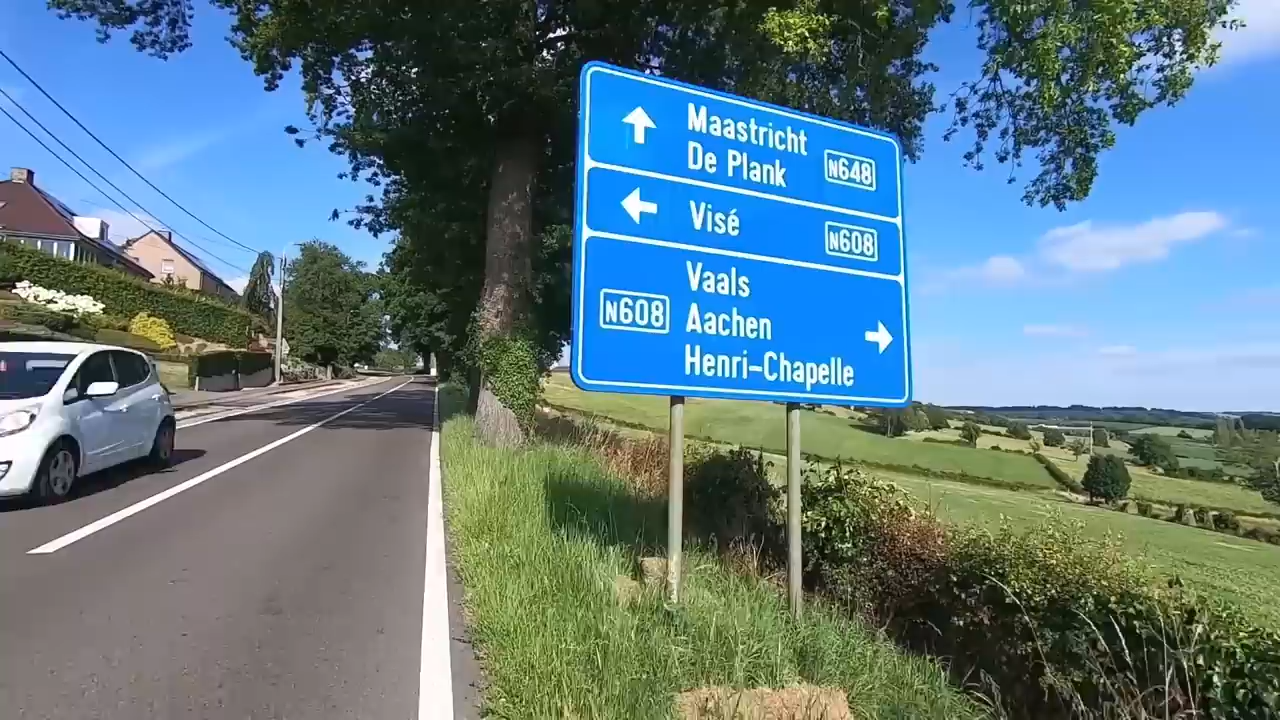 Maastricht
De Plank N648
Visé N608
Vaals
N608 Aachen
Henri-Chapelle